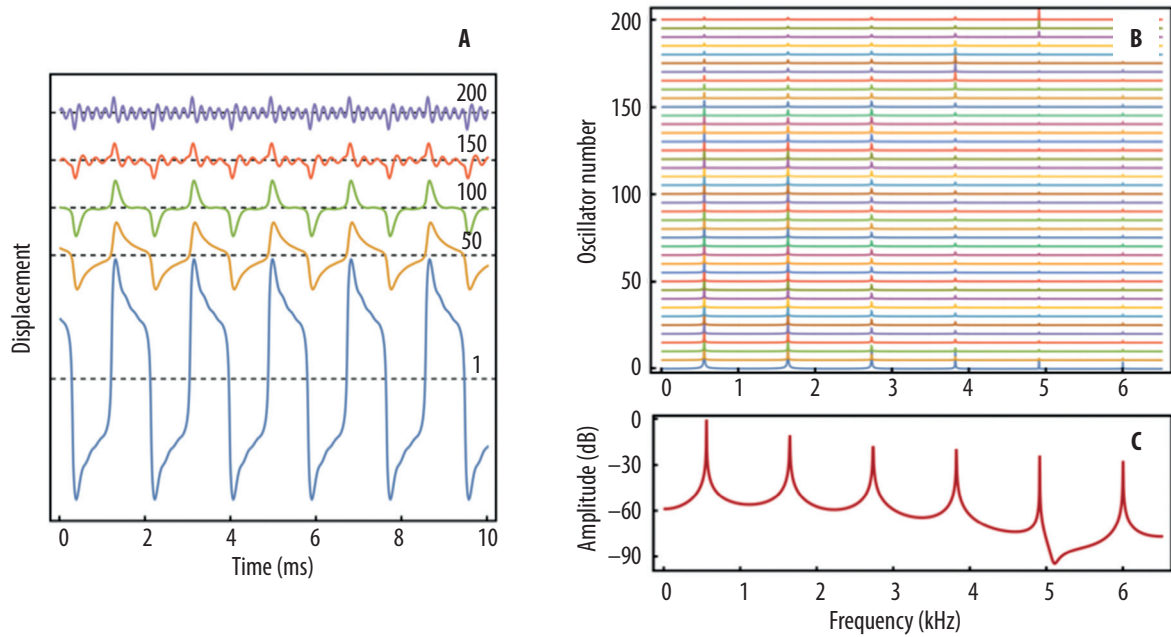 A
Displacement
200
150
100
50
1
0 2 4 6 8 10
Time (ms)
B
Oscillator number
200
150
100
50
0
0 1 2 3 4 5 6
C
Amplitude (dB)
0
−30
−60
−90
0 1 2 3 4 5 6
Frequency (kHz)